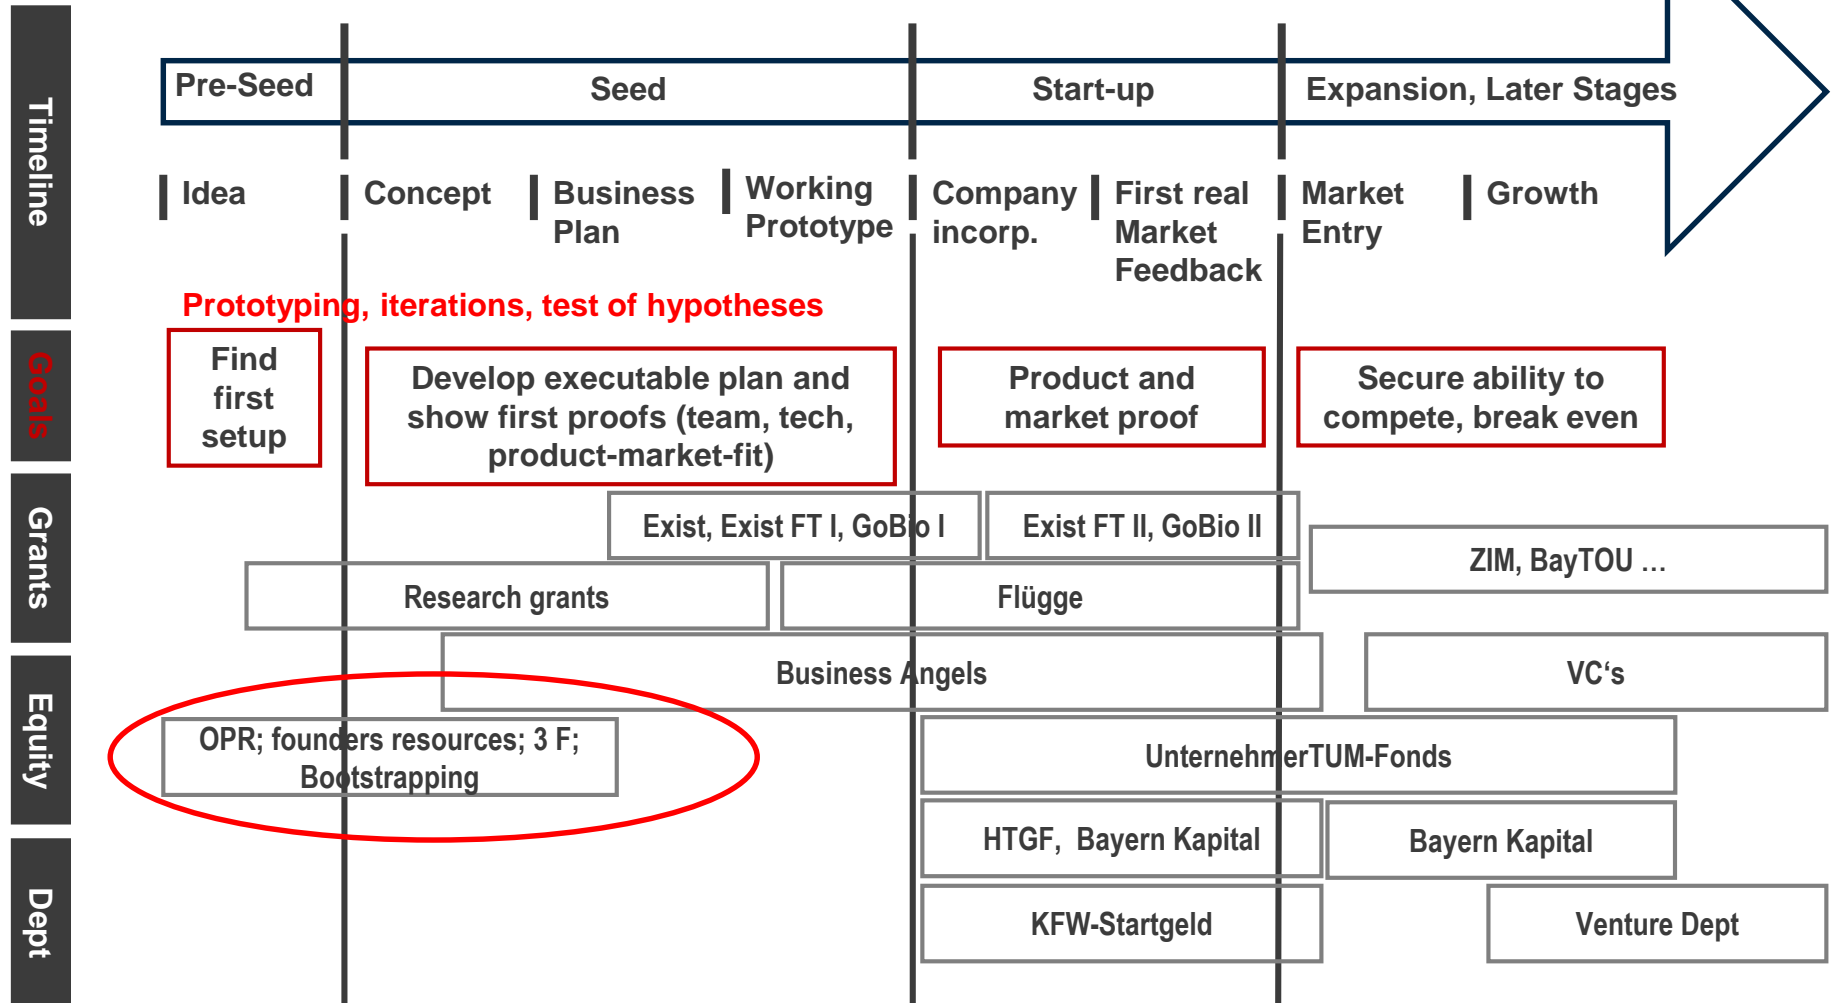 Timeline
Pre-Seed
Seed
Start-up
Expansion, Later Stages
Idea
Concept
Business
Plan
Working
Prototype
Company
incorp.
First real
Market
Feedback
Market
Entry
Growth
Prototyping, iterations, test of hypotheses
Goals
Find
first
setup
Develop executable plan and
show first proofs (team, tech,
product-market-fit)
Product and
market proof
Secure ability to
compete, break even
Grants
Exist, Exist FT I, GoBio I
Exist FT II, GoBio II
ZIM, BayTOU …
Research grants
Flügge
Equity
Business Angels
VC‘s
OPR; founders resources; 3 F;
Bootstrapping
UnternehmerTUM-Fonds
HTGF, Bayern Kapital
Bayern Kapital
Dept
KFW-Startgeld
Venture Dept